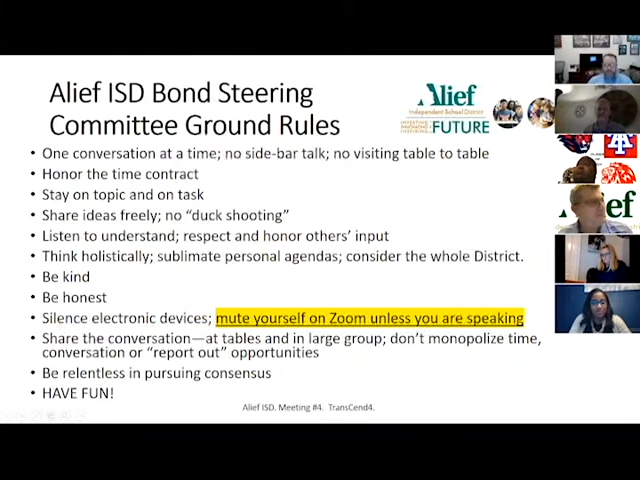 Alief ISD Bond Steering
Committee Ground Rules
Alief
Independent School District
FUTURE
• One conversation at a time; no side-bar talk; no visiting table to table
• Honor the time contract
• Stay on topic and on task
• Share ideas freely; no “duck shooting”
• Listen to understand; respect and honor others’ input
• Think holistically; sublimate personal agendas; consider the whole District.
• Be kind
• Be honest
• Silence electronic devices; mute yourself on Zoom unless you are speaking
• Share the conversation—at tables and in large group; don’t monopolize time,
conversation or “report out” opportunities
• Be relentless in pursuing consensus
• HAVE FUN!
Alief ISD. Meeting #4. TransCend4.